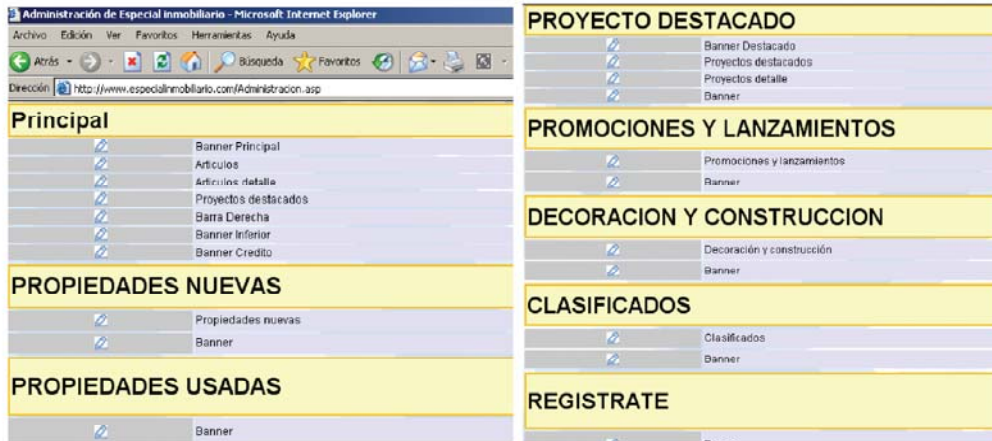 Administración de Especial inmobiliario - Microsoft Internet Explorer
Archivo Edición Ver Favoritos Herramientas Ayuda
Atrás Búsqueda Favoritos
Dirección http://www.especialinmobiliario.com/Administracion.asp
Principal
Banner Principal
Articulos
Articulos detalle
Proyectos destacados
Barra Derecha
Banner Inferior
Banner Credito
PROPIEDADES NUEVAS
Propiedades nuevas
Banner
PROPIEDADES USADAS
Banner
PROYECTO DESTACADO
Banner Destacado
Proyectos destacados
Proyectos detalle
Banner
PROMOCIONES Y LANZAMIENTOS
Promociones y lanzamientos
Banner
DECORACION Y CONSTRUCCION
Decoración y construcción
Banner
CLASIFICADOS
Clasificados
Banner
REGISTRATE